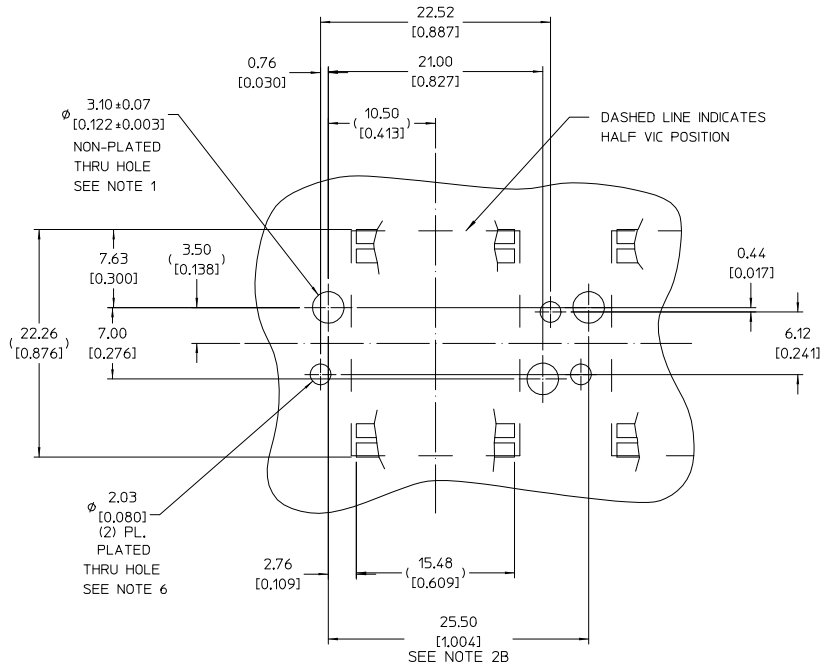 22.52
[0.887]
0.76
[0.030]
21.00
[0.827]
(10.50
[0.413])
ø 3.10 ±0.07
[0.122 ±0.003]
NON-PLATED
THRU HOLE
SEE NOTE 1
DASHED LINE INDICATES
HALF VIC POSITION
7.63
[0.300]
(3.50
[0.138])
0.44
[0.017]
(22.26
[0.876])
7.00
[0.276]
6.12
[0.241]
ø 2.03
[0.080]
(2) PL.
PLATED
THRU HOLE
SEE NOTE 6
2.76
[0.109]
(15.48
[0.609])
25.50
[1.004]
SEE NOTE 2B